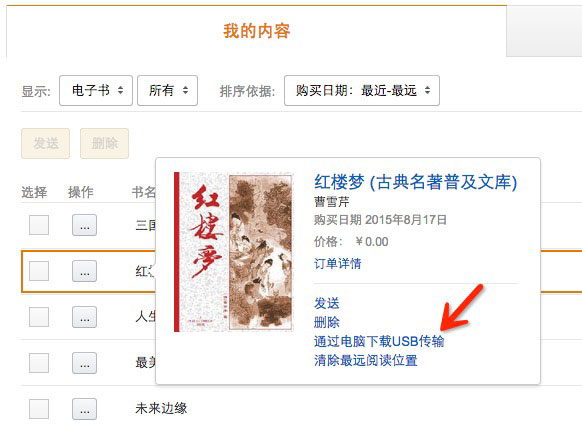 我的内容
显示: 电子书 所有 排序依据: 购买日期：最近-最远
发送 删除
选择 操作 书名
... 三国
... 红
... 人生
... 最美
... 未来边缘
红楼梦
红楼梦 (古典名著普及文库)
曹雪芹
购买日期 2015年8月17日
价格： ￥0.00
订单详情
发送
删除
通过电脑下载USB传输
清除最远阅读位置